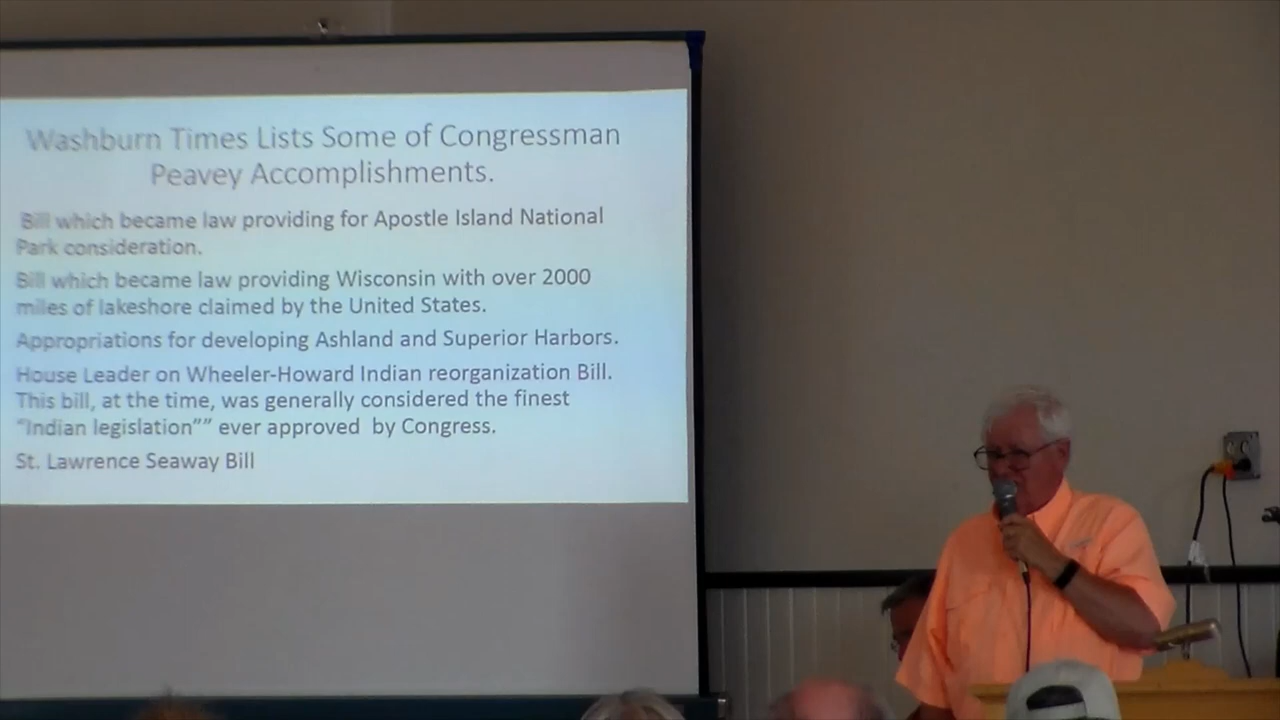 Washburn Times Lists Some of Congressman
Peavey Accomplishments.
Bill which became law providing for Apostle Island National
Park consideration.
Bill which became law providing Wisconsin with over 2000
miles of lakeshore claimed by the United States.
Appropriations for developing Ashland and Superior Harbors.
House Leader on Wheeler-Howard Indian reorganization Bill.
This bill, at the time, was generally considered the finest
“Indian legislation”” ever approved  by Congress.
St. Lawrence Seaway Bill